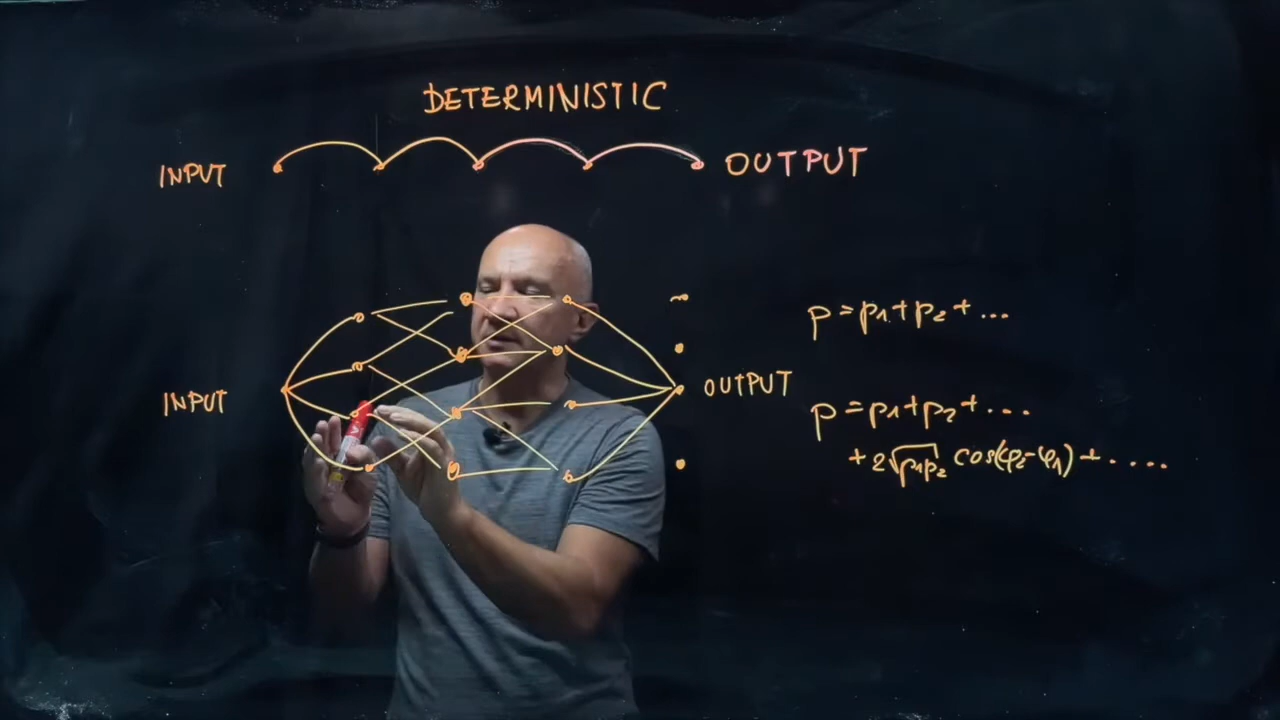 DETERMINISTIC
INPUT OUTPUT
p = p₁ + p₂ + ...
INPUT OUTPUT
p = p₁ + p₂ + ...
+ 2√p₁p₂ cos(φ₂-φ₁) + ....